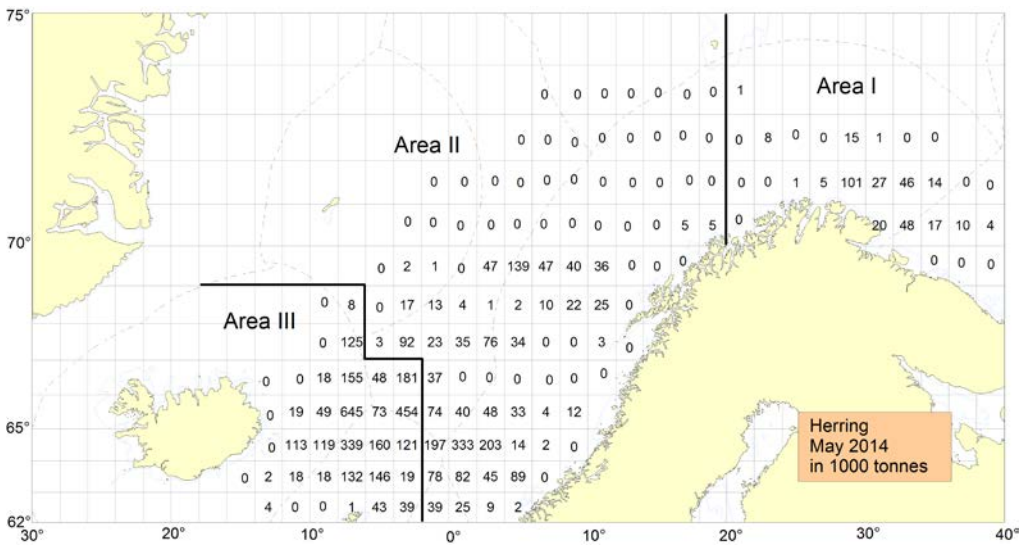 75°
Area I
0 0 0 0 0 0 0 1
Area II
0 0 0 0 0 0 0 0 0 8 0 0 15 1 0 0
0 0 0 0 0 0 0 0 0 0 0 0 0 1 5 101 27 46 14 0 0
0 0 0 0 0 0 0 0 0 5 5 0 20 48 17 10 4
70°
0 2 1 0 47 139 47 40 36 0 0 0 0 0 0
0 8 0 17 13 4 1 2 10 22 25 0
Area III
0 125 3 92 23 35 76 34 0 0 3 0
0 0 18 155 48 181 37 0 0 0 0 0 0
0 19 49 645 73 454 74 40 48 33 4 12
65°
Herring
May 2014
in 1000 tonnes
0 113 119 339 160 121 197 333 203 14 2 0
0 2 18 18 132 146 19 78 82 45 89 0
4 0 0 1 43 39 39 25 9 2
62°
30° 20° 10° 0° 10° 20° 30° 40°